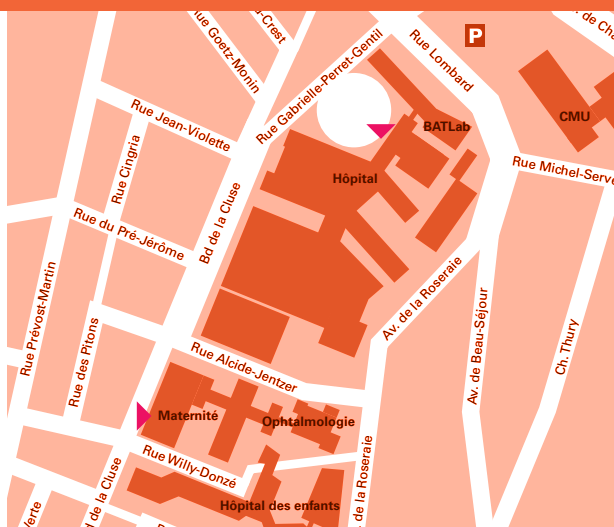 Rue Goetz-Monin
-Crest
Rue Gabrielle-Perret-Gentil
Rue Lombard
P
de Cha
CMU
BATLab
Rue Jean-Violette
Rue Cingria
Hôpital
Rue Michel-Serve
Bd de la Cluse
Rue du Pré-Jérôme
Rue Prévost-Martin
Rue des Pitons
Av. de la Roseraie
Av. de Beau-Séjour
Ch. Thury
Rue Alcide-Jentzer
Maternité
Ophtalmologie
Rue Willy-Donzé
d de la Cluse
de la Roseraie
Hôpital des enfants
erte